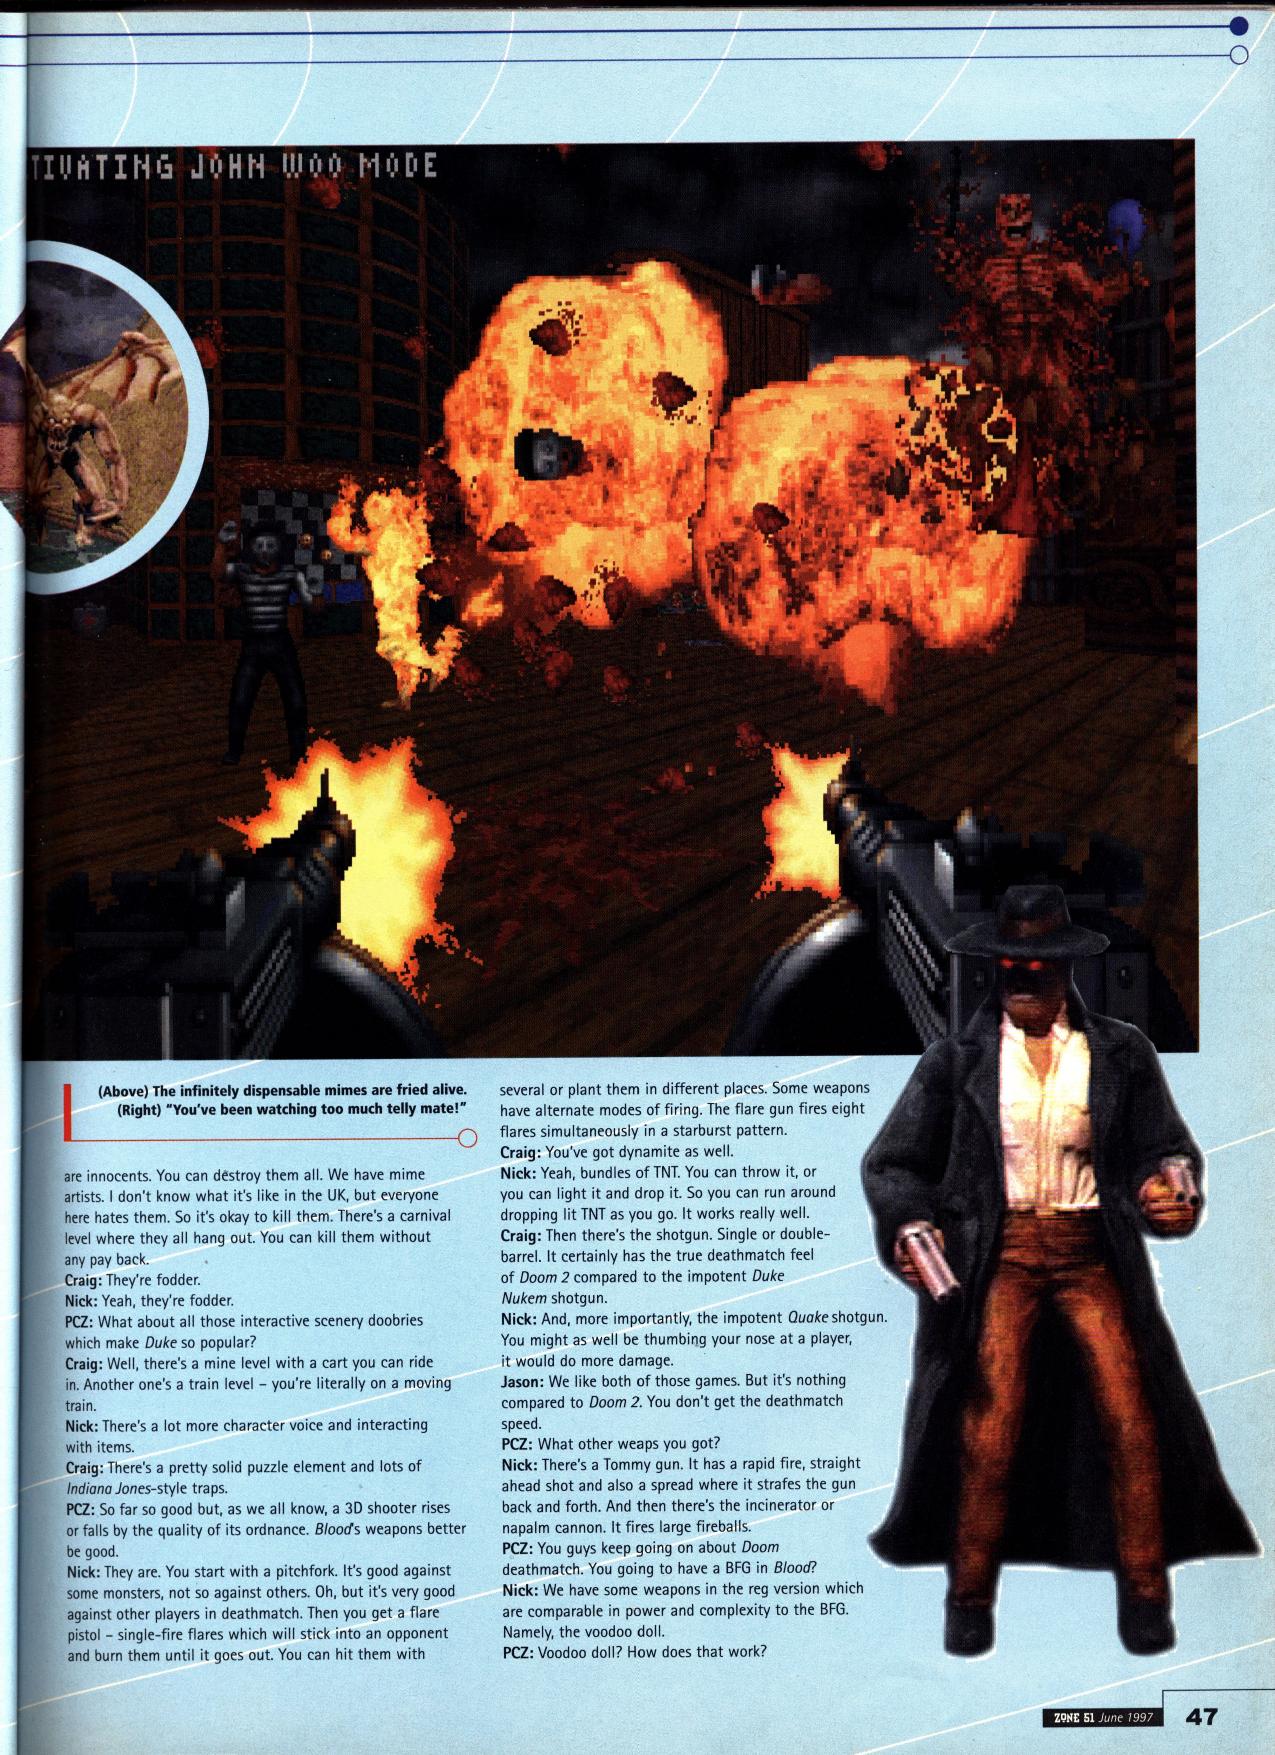 TIVATING JOHN WOO MODE
(Above) The infinitely dispensable mimes are fried alive.
(Right) "You've been watching too much telly mate!"
are innocents. You can destroy them all. We have mime
artists. I don't know what it's like in the UK, but everyone
here hates them. So it's okay to kill them. There's a carnival
level where they all hang out. You can kill them without
any pay back.
Craig: They're fodder.
Nick: Yeah, they're fodder.
PCZ: What about all those interactive scenery doobries
which make Duke so popular?
Craig: Well, there's a mine level with a cart you can ride
in. Another one's a train level – you're literally on a moving
train.
Nick: There's a lot more character voice and interacting
with items.
Craig: There's a pretty solid puzzle element and lots of
Indiana Jones-style traps.
PCZ: So far so good but, as we all know, a 3D shooter rises
or falls by the quality of its ordnance. Blood's weapons better
be good.
Nick: They are. You start with a pitchfork. It's good against
some monsters, not so against others. Oh, but it's very good
against other players in deathmatch. Then you get a flare
pistol – single-fire flares which will stick into an opponent
and burn them until it goes out. You can hit them with
several or plant them in different places. Some weapons
have alternate modes of firing. The flare gun fires eight
flares simultaneously in a starburst pattern.
Craig: You've got dynamite as well.
Nick: Yeah, bundles of TNT. You can throw it, or
you can light it and drop it. So you can run around
dropping lit TNT as you go. It works really well.
Craig: Then there's the shotgun. Single or double-
barrel. It certainly has the true deathmatch feel
of Doom 2 compared to the impotent Duke
Nukem shotgun.
Nick: And, more importantly, the impotent Quake shotgun.
You might as well be thumbing your nose at a player,
it would do more damage.
Jason: We like both of those games. But it's nothing
compared to Doom 2. You don't get the deathmatch
speed.
PCZ: What other weaps you got?
Nick: There's a Tommy gun. It has a rapid fire, straight
ahead shot and also a spread where it strafes the gun
back and forth. And then there's the incinerator or
napalm cannon. It fires large fireballs.
PCZ: You guys keep going on about Doom
deathmatch. You going to have a BFG in Blood?
Nick: We have some weapons in the reg version which
are comparable in power and complexity to the BFG.
Namely, the voodoo doll.
PCZ: Voodoo doll? How does that work?
ZONE 51 June 1997
47